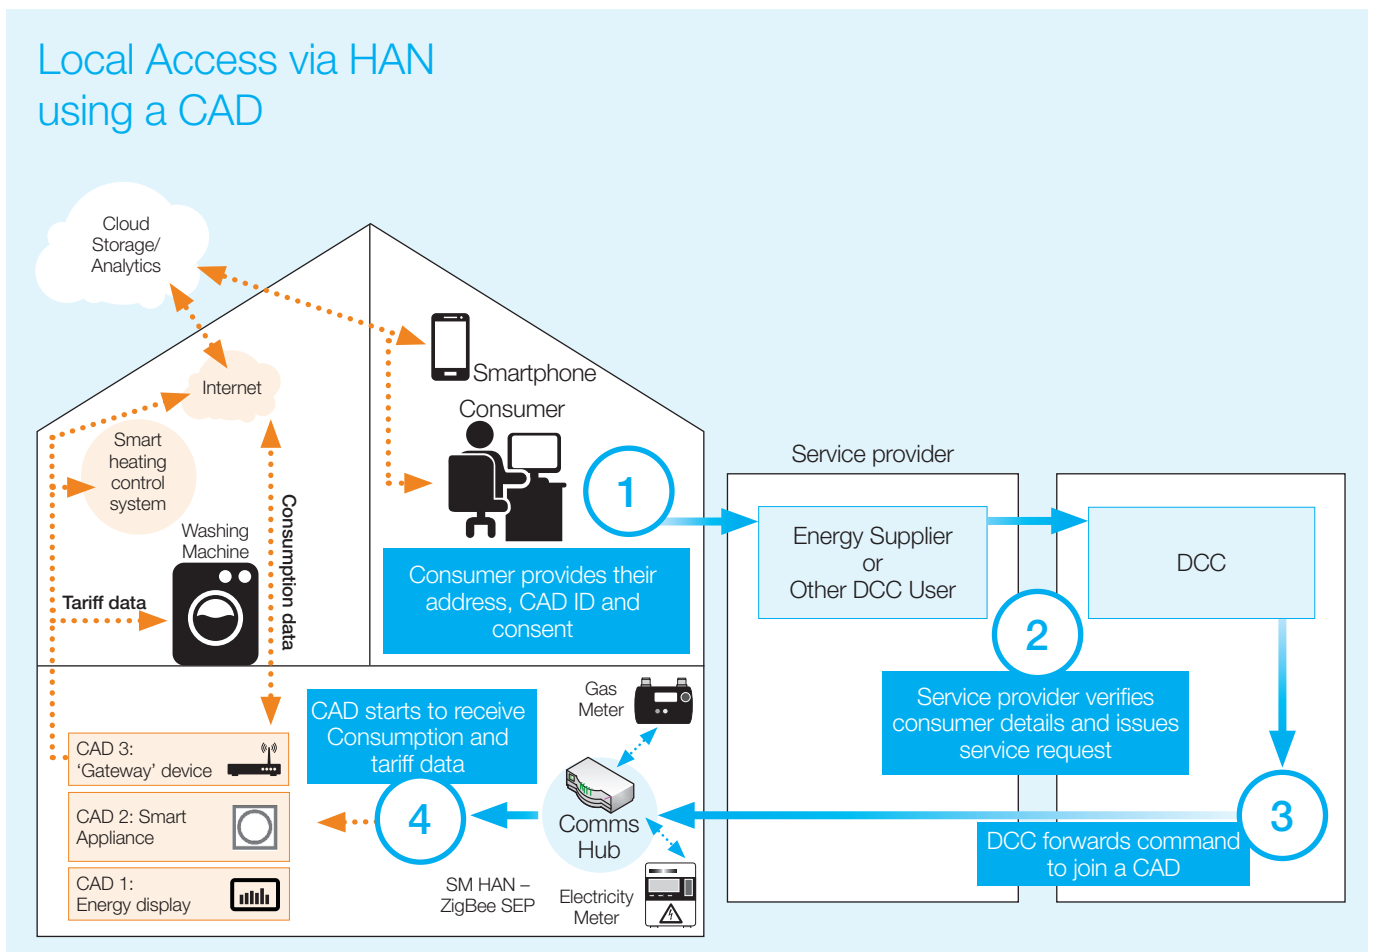 Local Access via HAN
using a CAD
Cloud
Storage/
Analytics
Internet
Smartphone
Consumer
Smart
heating
control
system
Washing
Machine
Tariff data
Consumption data
1
Consumer provides their
address, CAD ID and
consent
Service provider
Energy Supplier
or
Other DCC User
DCC
2
Service provider verifies
consumer details and issues
service request
3
DCC forwards command
to join a CAD
Gas
Meter
CAD starts to receive
Consumption and
tariff data
4
Comms
Hub
SM HAN –
ZigBee SEP
Electricity
Meter
CAD 3:
‘Gateway’ device
CAD 2: Smart
Appliance
CAD 1:
Energy display